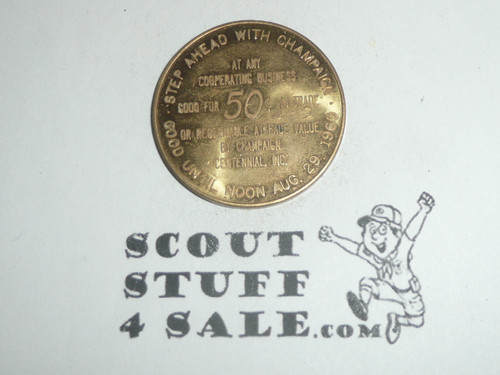 STEP AHEAD WITH CHAMPAIGN
AT ANY
COOPERATING BUSINESS
GOOD FOR 50¢ IN TRADE
OR REDEEMABLE AT FACE VALUE
BY CHAMPAIGN
CENTENNIAL, INC.
GOOD UNTIL NOON AUG. 29, 1960
SCOUT
STUFF
4 SALE.COM